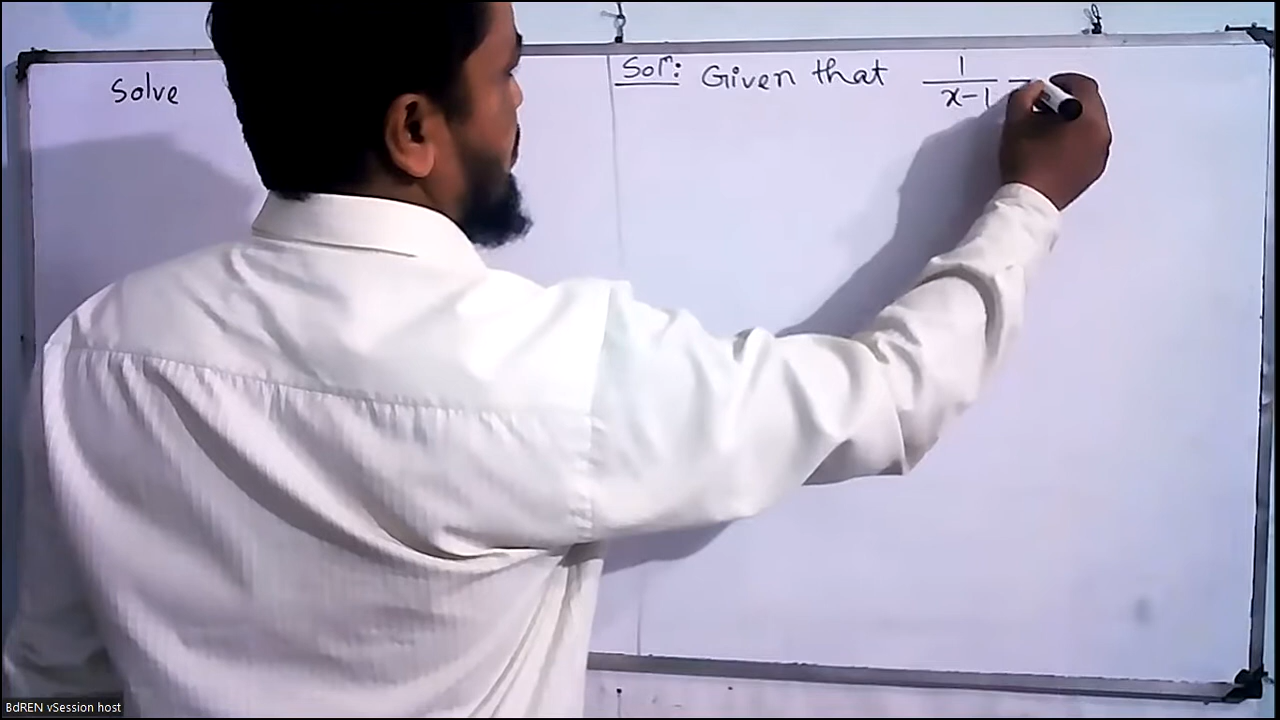 Solve
Solⁿ: Given that 1/(x-1)
BdREN vSession host